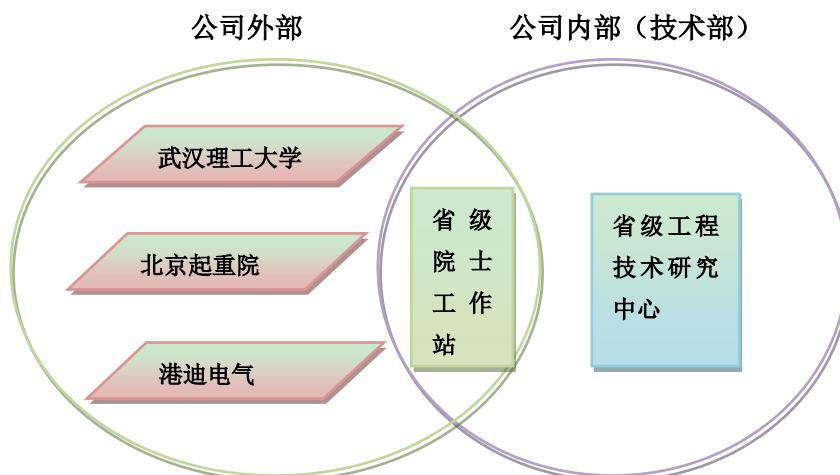 公司外部
公司内部（技术部）
武汉理工大学
北京起重院
港迪电气
省级
院士
工作
站
省级工程
技术研究
中心